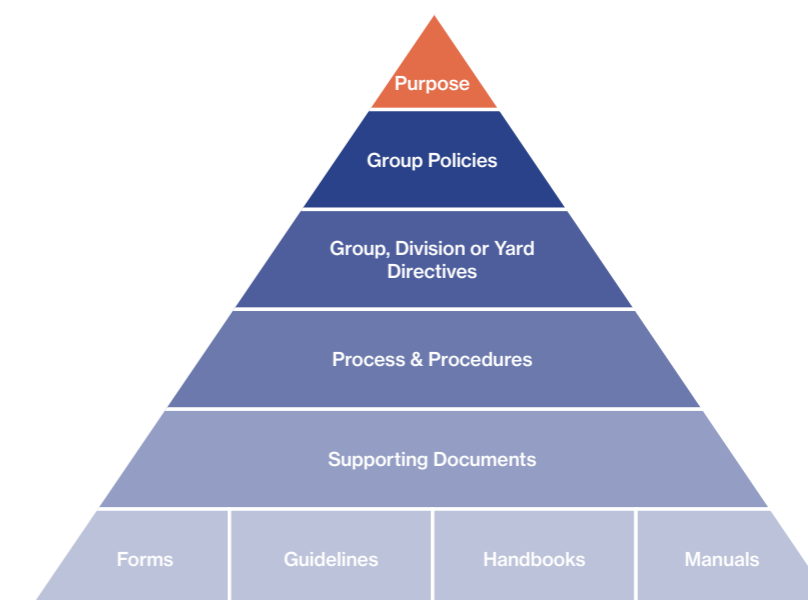 Purpose
Group Policies
Group, Division or Yard
Directives
Process & Procedures
Supporting Documents
Forms
Guidelines
Handbooks
Manuals